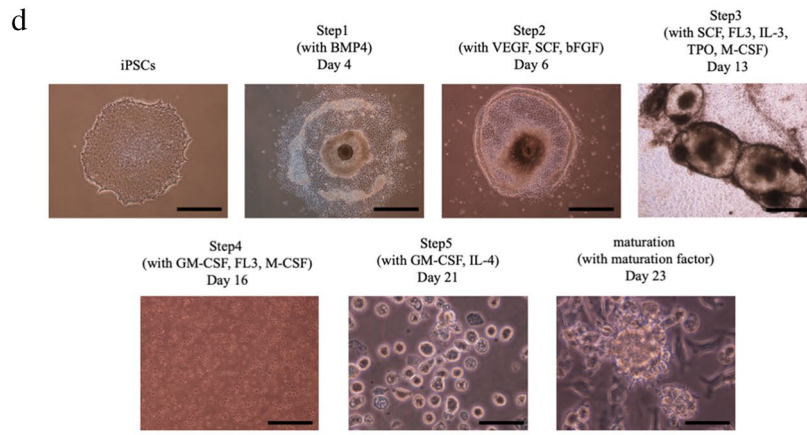 d
iPSCs
Step1
(with BMP4)
Day 4
Step2
(with VEGF, SCF, bFGF)
Day 6
Step3
(with SCF, FL3, IL-3,
TPO, M-CSF)
Day 13
Step4
(with GM-CSF, FL3, M-CSF)
Day 16
Step5
(with GM-CSF, IL-4)
Day 21
maturation
(with maturation factor)
Day 23